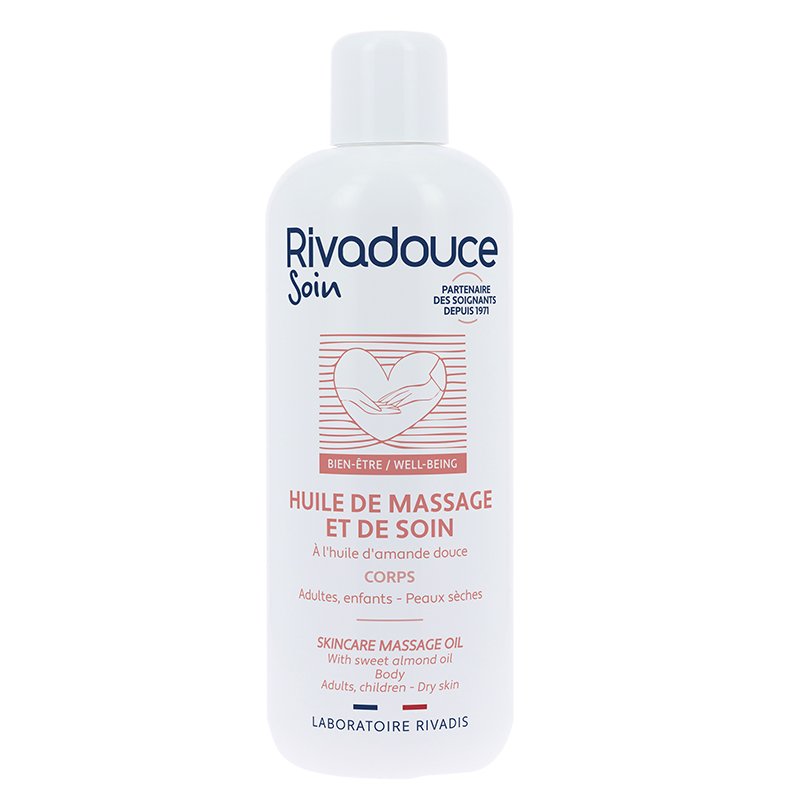 Rivadouce
Soin
PARTENAIRE
DES SOIGNANTS
DEPUIS 1971
BIEN-ÊTRE / WELL-BEING
HUILE DE MASSAGE
ET DE SOIN
À l'huile d'amande douce
CORPS
Adultes, enfants - Peaux sèches
SKINCARE MASSAGE OIL
With sweet almond oil
Body
Adults, children - Dry skin
LABORATOIRE RIVADIS